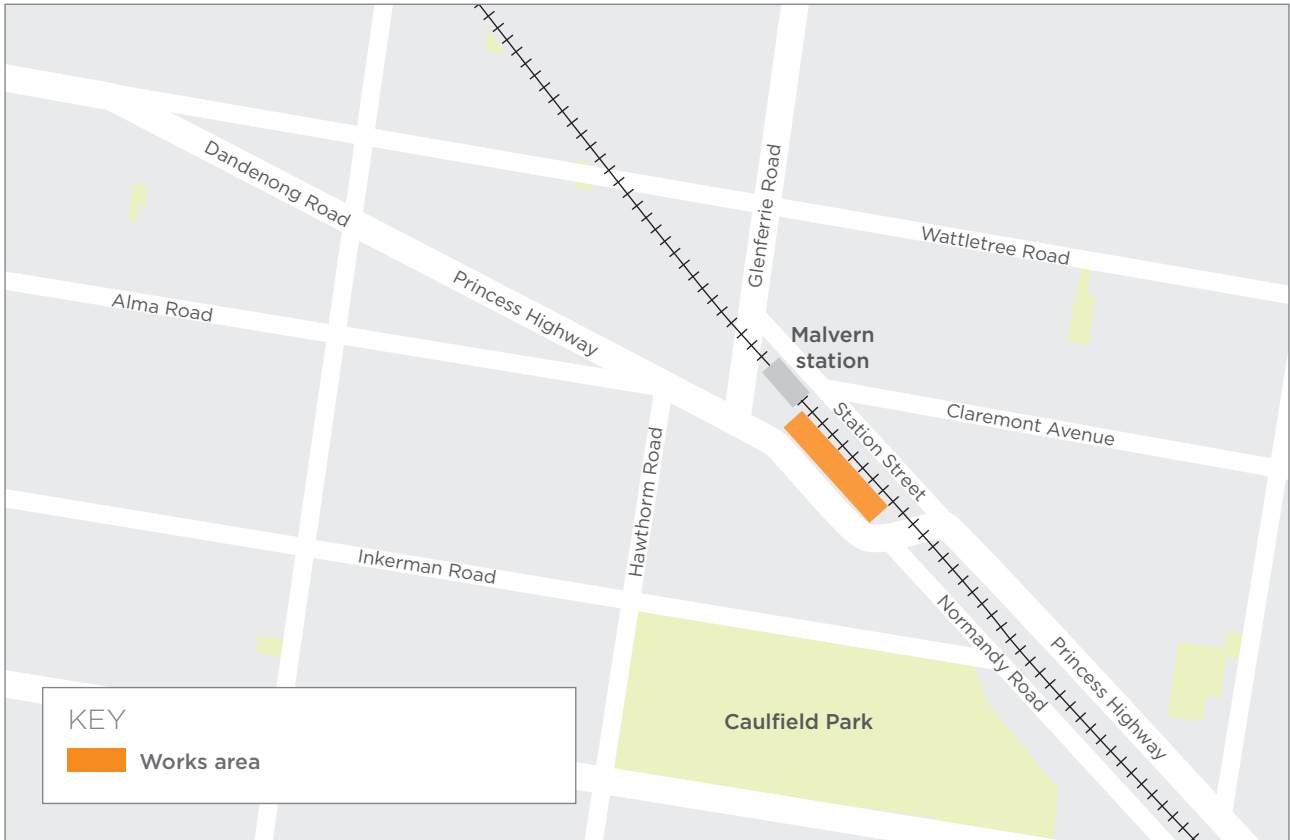 Dandenong Road
Glenferrie Road
Wattletree Road
Princess Highway
Alma Road
Malvern
station
Station Street
Claremont Avenue
Hawthorm Road
Inkerman Road
Normandy Road
Princess Highway
Caulfield Park
KEY
Works area